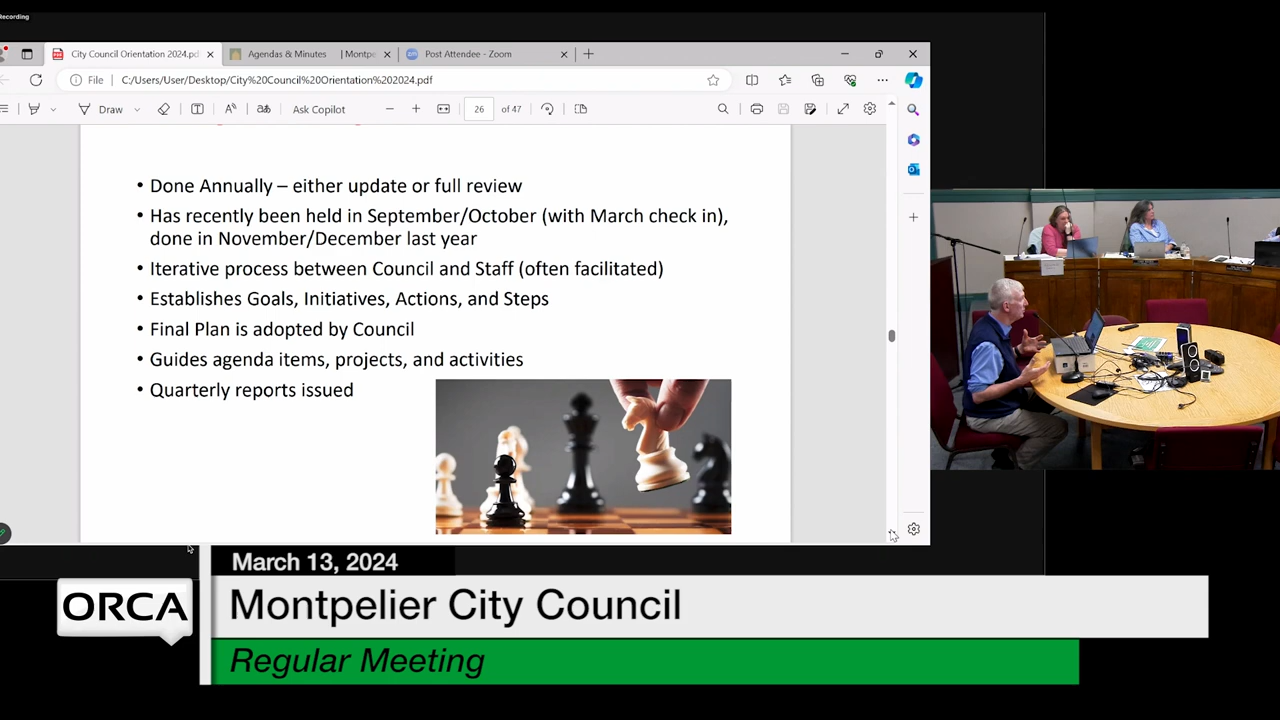 Recording
City Council Orientation 2024.pd
Agendas & Minutes | Montpe
Post Attendee - Zoom
File
C:/Users/User/Desktop/City%20Council%20Orientation%202024.pdf
Draw
Ask Copilot
26 of 47
• Done Annually – either update or full review
• Has recently been held in September/October (with March check in),
done in November/December last year
• Iterative process between Council and Staff (often facilitated)
• Establishes Goals, Initiatives, Actions, and Steps
• Final Plan is adopted by Council
• Guides agenda items, projects, and activities
• Quarterly reports issued
March 13, 2024
ORCA
Montpelier City Council
Regular Meeting